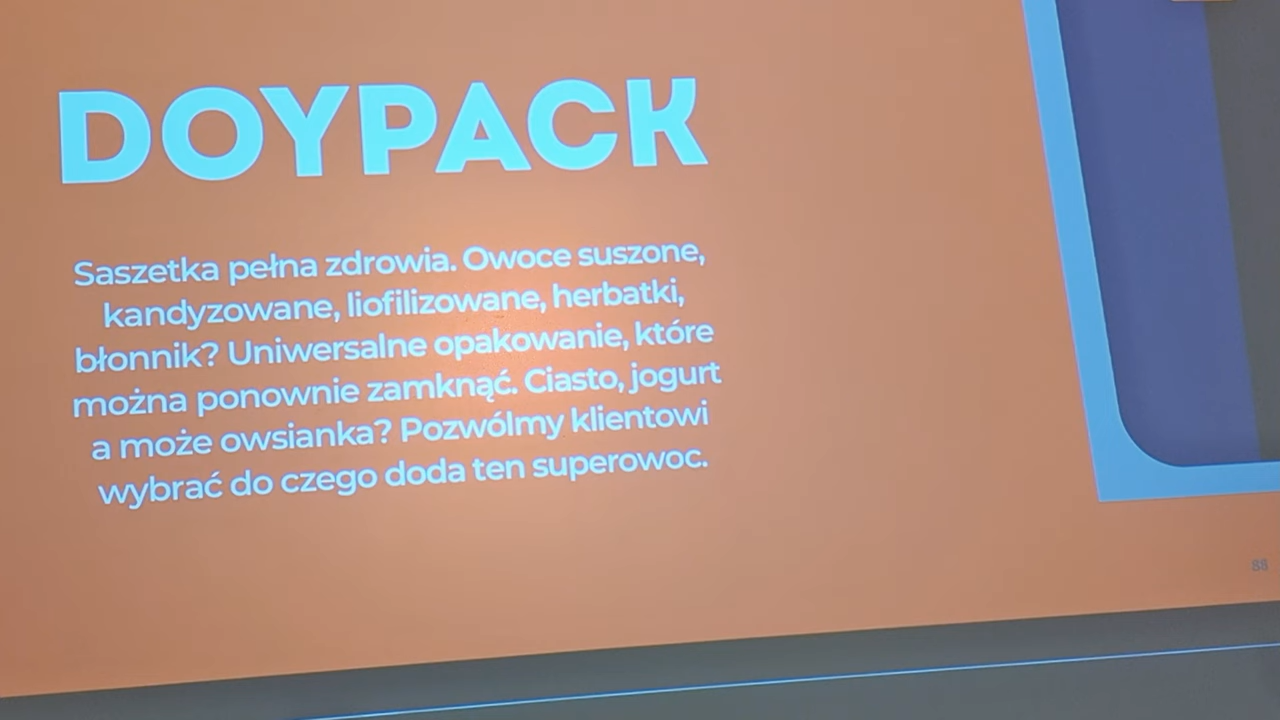 DOYPACK
Saszetka pełna zdrowia. Owoce suszone,
kandyzowane, liofilizowane, herbatki,
błonnik? Uniwersalne opakowanie, które
można ponownie zamknąć. Ciasto, jogurt
a może owsianka? Pozwólmy klientowi
wybrać do czego doda ten superowoc.
88